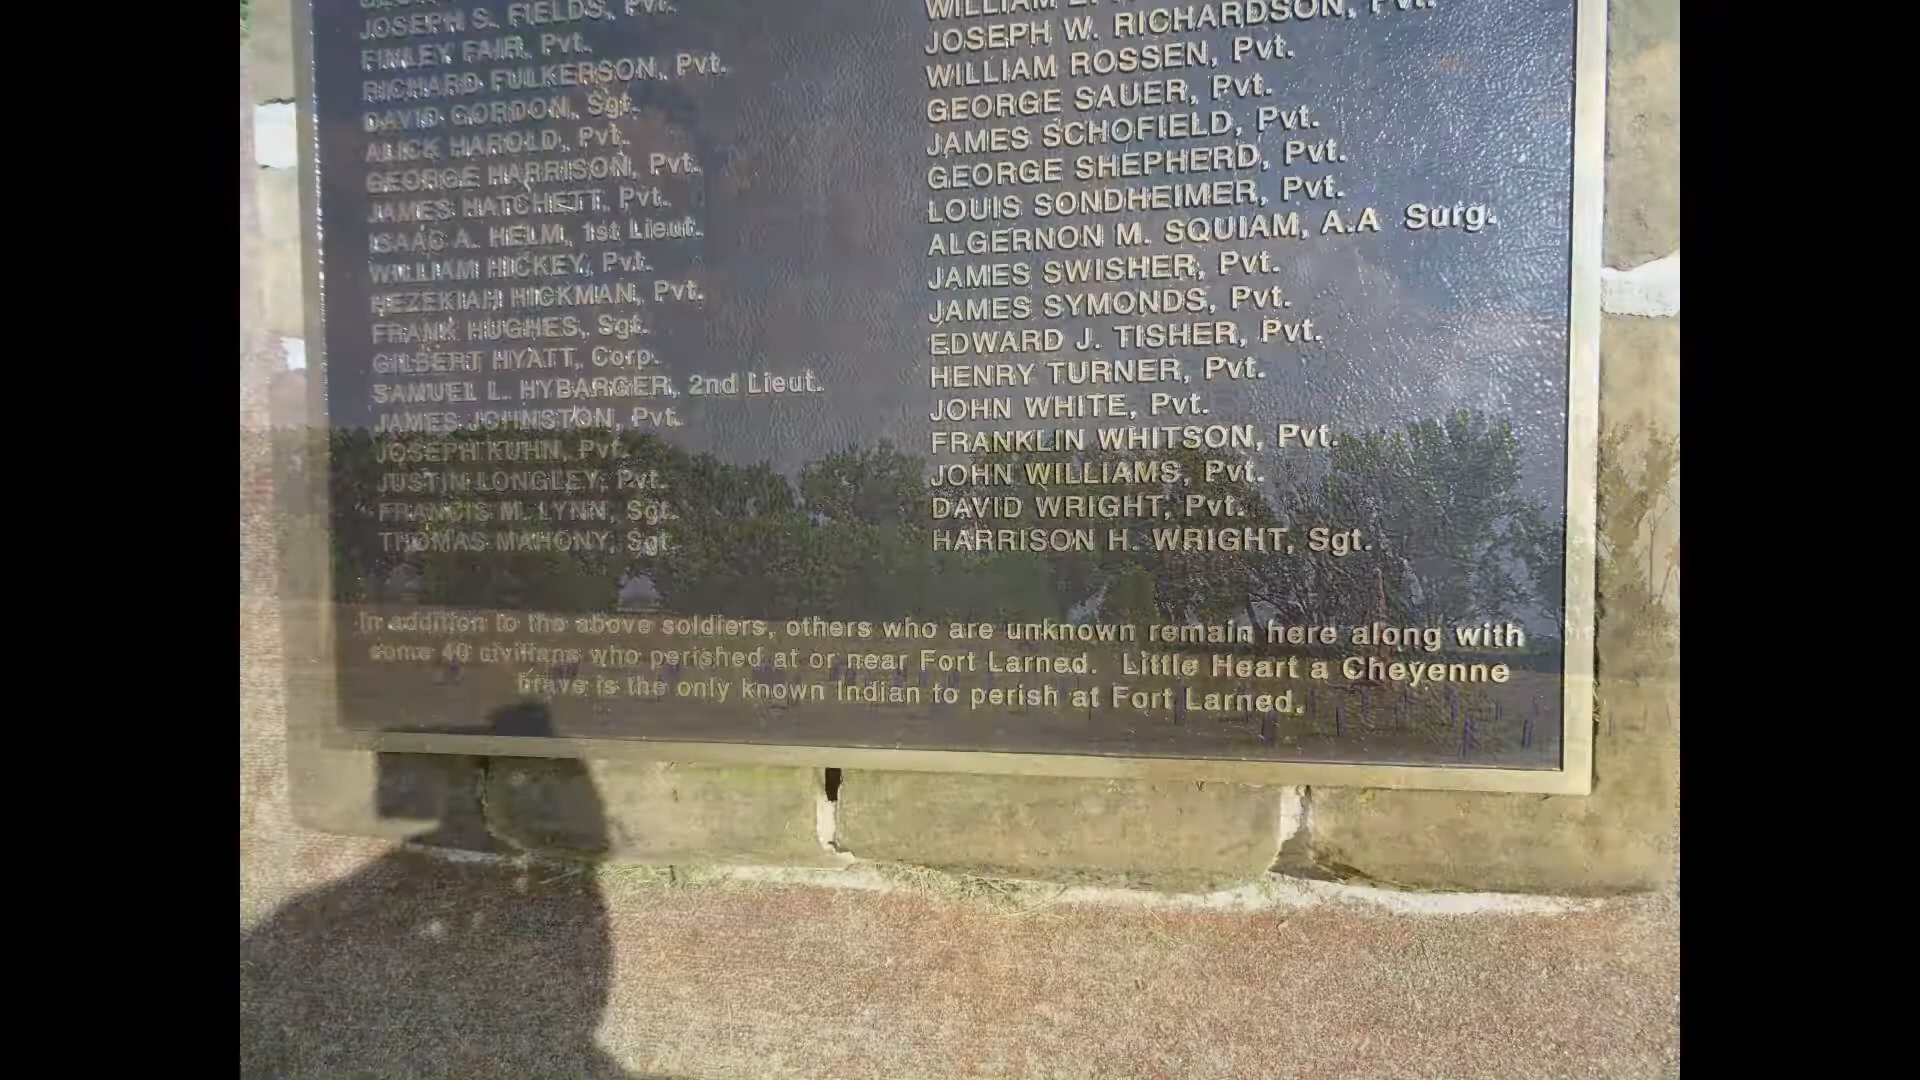 JOSEPH S. FIELDS, Pvt.
FINLEY FAIR, Pvt.
RICHARD FULKERSON, Pvt.
DAVID GORDON, Sgt.
ALICK HAROLD, Pvt.
GEORGE HARRISON, Pvt.
JAMES HATCHETT, Pvt.
ISAAC A. HELM, 1st Lieut.
WILLIAM HICKEY, Pvt.
HEZEKIAH HICKMAN, Pvt.
FRANK HUGHES, Sgt.
GILBERT HYATT, Corp.
SAMUEL L. HYBARGER, 2nd Lieut.
JAMES JOHNSTON, Pvt.
JOSEPH KUHN, Pvt.
JUSTIN LONGLEY, Pvt.
FRANCIS M. LYNN, Sgt.
THOMAS MAHONY, Sgt.
WILLIAM
JOSEPH W. RICHARDSON, Pvt.
WILLIAM ROSSEN, Pvt.
GEORGE SAUER, Pvt.
JAMES SCHOFIELD, Pvt.
GEORGE SHEPHERD, Pvt.
LOUIS SONDHEIMER, Pvt.
ALGERNON M. SQUIAM, A.A Surg.
JAMES SWISHER, Pvt.
JAMES SYMONDS, Pvt.
EDWARD J. TISHER, Pvt.
HENRY TURNER, Pvt.
JOHN WHITE, Pvt.
FRANKLIN WHITSON, Pvt.
JOHN WILLIAMS, Pvt.
DAVID WRIGHT, Pvt.
HARRISON H. WRIGHT, Sgt.
In addition to the above soldiers, others who are unknown remain here along with
some 40 civilians who perished at or near Fort Larned. Little Heart a Cheyenne
brave is the only known Indian to perish at Fort Larned.